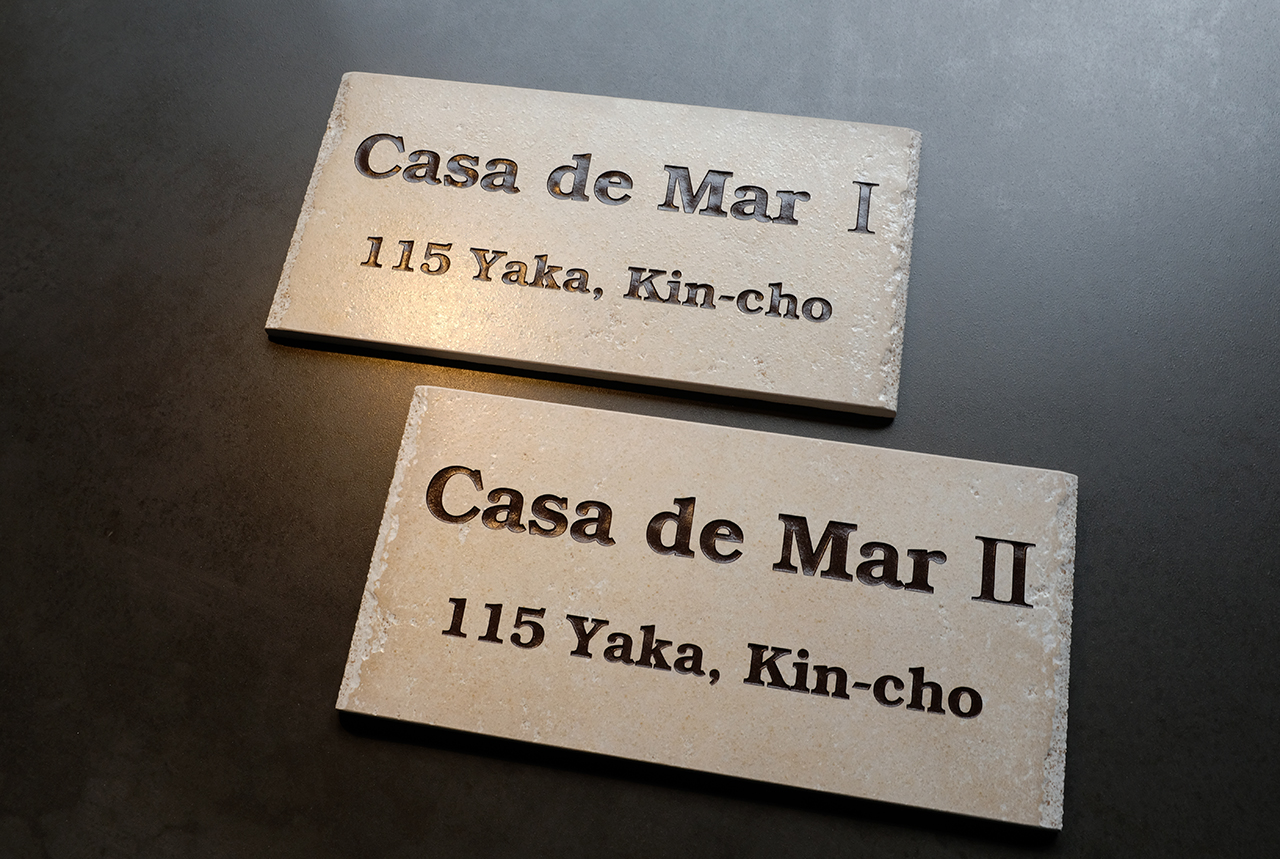 Casa de Mar I
115 Yaka, Kin-cho
Casa de Mar II
115 Yaka, Kin-cho